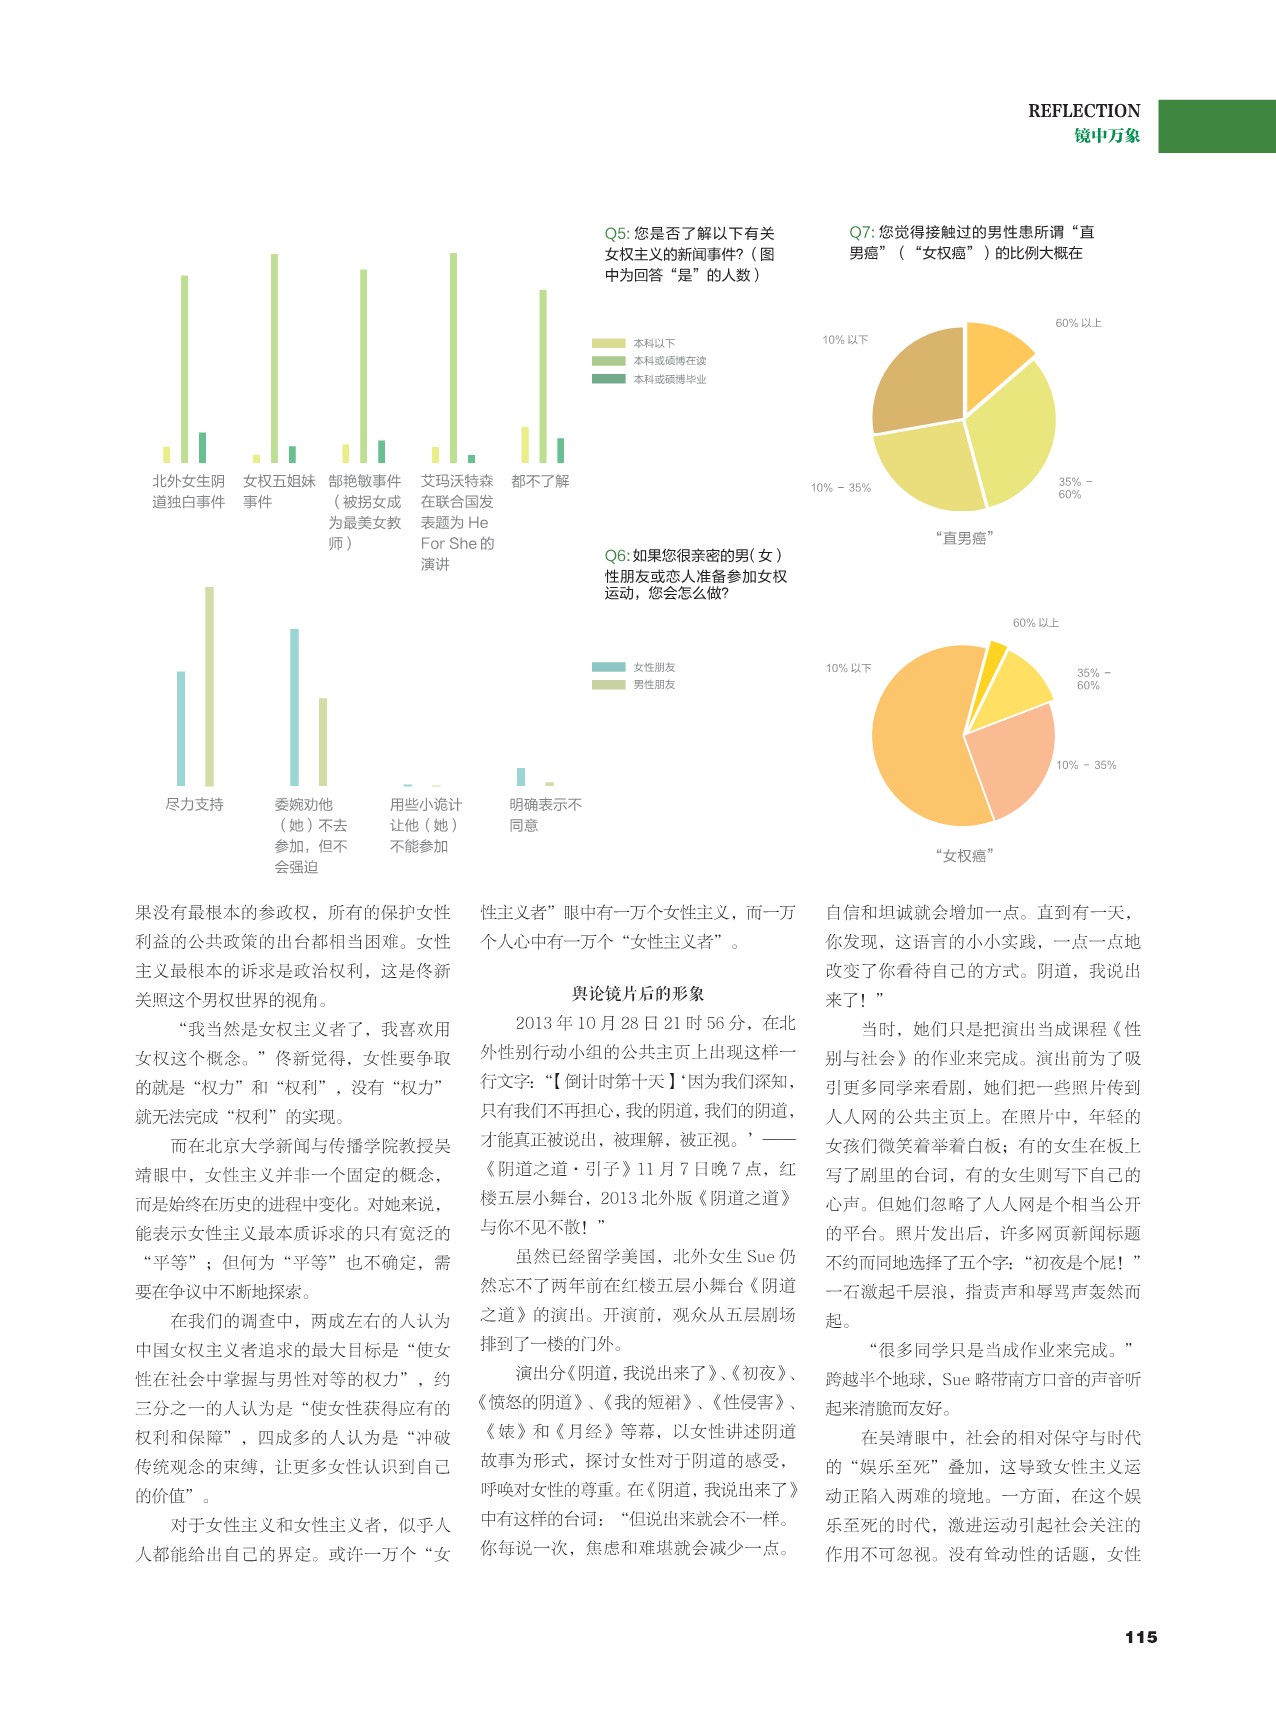 REFLECTION
镜中万象
Q5: 您是否了解以下有关
女权主义的新闻事件?（图
中为回答“是”的人数）
本科以下
本科或硕博在读
本科或硕博毕业
北外女生阴
道独白事件
女权五姐妹
事件
郜艳敏事件
（被拐女成
为最美女教
师）
艾玛沃特森
在联合国发
表题为 He
For She 的
演讲
都不了解
Q6: 如果您很亲密的男（女）
性朋友或恋人准备参加女权
运动，您会怎么做?
女性朋友
男性朋友
尽力支持
委婉劝他
（她）不去
参加，但不
会强迫
用些小诡计
让他（她）
不能参加
明确表示不
同意
Q7: 您觉得接触过的男性患所谓“直
男癌”（“女权癌”）的比例大概在
60% 以上
10% 以下
10% － 35%
35% －
60%
“直男癌”
60% 以上
10% 以下
35% －
60%
10% － 35%
“女权癌”
果没有最根本的参政权，所有的保护女性
利益的公共政策的出台都相当困难。女性
主义最根本的诉求是政治权利，这是佟新
关照这个男权世界的视角。
“我当然是女权主义者了，我喜欢用
女权这个概念。”佟新觉得，女性要争取
的就是“权力”和“权利”，没有“权力”
就无法完成“权利”的实现。
而在北京大学新闻与传播学院教授吴
靖眼中，女性主义并非一个固定的概念，
而是始终在历史的进程中变化。对她来说，
能表示女性主义最本质诉求的只有宽泛的
“平等”；但何为“平等”也不确定，需
要在争议中不断地探索。
在我们的调查中，两成左右的人认为
中国女权主义者追求的最大目标是“使女
性在社会中掌握与男性对等的权力”，约
三分之一的人认为是“使女性获得应有的
权利和保障”，四成多的人认为是“冲破
传统观念的束缚，让更多女性认识到自己
的价值”。
对于女性主义和女性主义者，似乎人
人都能给出自己的界定。或许一万个“女
性主义者”眼中有一万个女性主义，而一万
个人心中有一万个“女性主义者”。
舆论镜片后的形象
2013 年 10 月 28 日 21 时 56 分，在北
外性别行动小组的公共主页上出现这样一
行文字：“【倒计时第十天】‘因为我们深知，
只有我们不再担心，我的阴道，我们的阴道，
才能真正被说出，被理解，被正视。’——
《阴道之道·引子》11 月 7 日晚 7 点，红
楼五层小舞台，2013 北外版《阴道之道》
与你不见不散！”
虽然已经留学美国，北外女生 Sue 仍
然忘不了两年前在红楼五层小舞台《阴道
之道》的演出。开演前，观众从五层剧场
排到了一楼的门外。
演出分《阴道，我说出来了》、《初夜》、
《愤怒的阴道》、《我的短裙》、《性侵害》、
《婊》和《月经》等幕，以女性讲述阴道
故事为形式，探讨女性对于阴道的感受，
呼唤对女性的尊重。在《阴道，我说出来了》
中有这样的台词：“但说出来就会不一样。
你每说一次，焦虑和难堪就会减少一点。
自信和坦诚就会增加一点。直到有一天，
你发现，这语言的小小实践，一点一点地
改变了你看待自己的方式。阴道，我说出
来了！”
当时，她们只是把演出当成课程《性
别与社会》的作业来完成。演出前为了吸
引更多同学来看剧，她们把一些照片传到
人人网的公共主页上。在照片中，年轻的
女孩们微笑着举着白板；有的女生在板上
写了剧里的台词，有的女生则写下自己的
心声。但她们忽略了人人网是个相当公开
的平台。照片发出后，许多网页新闻标题
不约而同地选择了五个字：“初夜是个屁！”
一石激起千层浪，指责声和辱骂声轰然而
起。
“很多同学只是当成作业来完成。”
跨越半个地球，Sue 略带南方口音的声音听
起来清脆而友好。
在吴靖眼中，社会的相对保守与时代
的“娱乐至死”叠加，这导致女性主义运
动正陷入两难的境地。一方面，在这个娱
乐至死的时代，激进运动引起社会关注的
作用不可忽视。没有耸动性的话题，女性
115